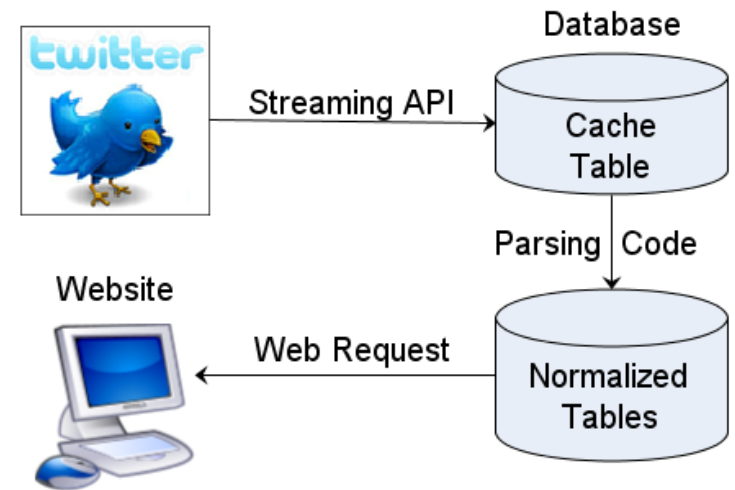 Database
twitter
Streaming API
Cache
Table
Parsing Code
Website
Web Request
Normalized
Tables